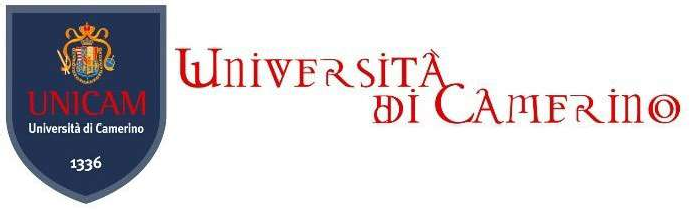 UNICAM
Università di Camerino
1336
Università
di Camerino